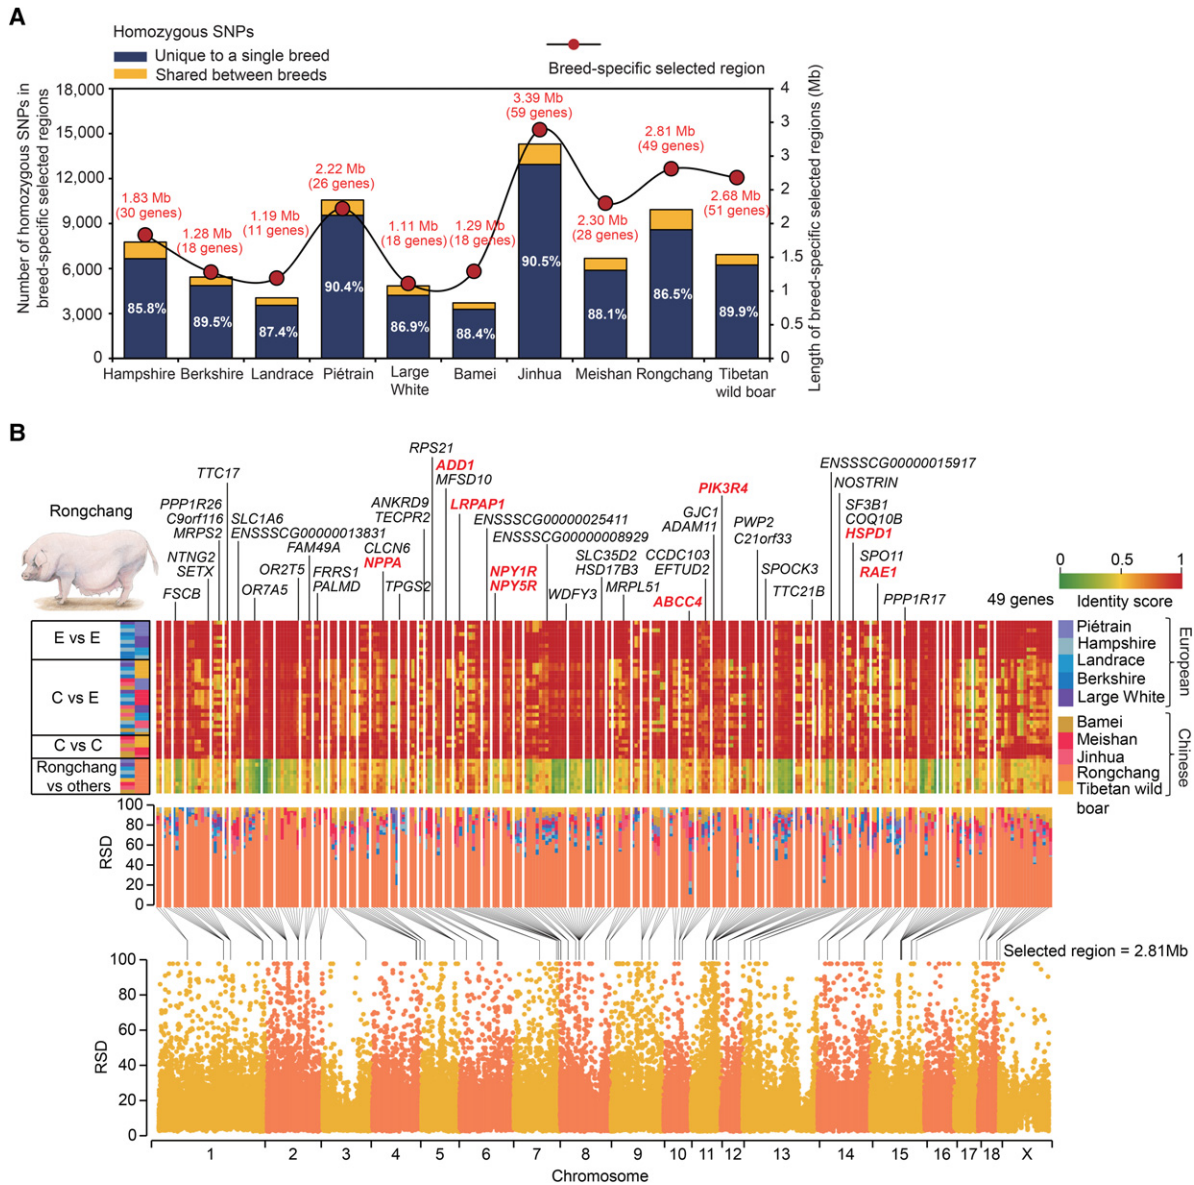 A
Homozygous SNPs
Unique to a single breed
Shared between breeds
Breed-specific selected region
Number of homozygous SNPs in
breed-specific selected regions
18,000
15,000
12,000
9,000
6,000
3,000
0
Length of breed-specific selected regions (Mb)
4
3
3
2
2
1.5
1
0.5
0
1.83 Mb
(30 genes)
1.28 Mb
(18 genes)
1.19 Mb
(11 genes)
2.22 Mb
(26 genes)
1.11 Mb
(18 genes)
1.29 Mb
(18 genes)
3.39 Mb
(59 genes)
2.30 Mb
(28 genes)
2.81 Mb
(49 genes)
2.68 Mb
(51 genes)
85.8%
89.5%
87.4%
90.4%
86.9%
88.4%
90.5%
88.1%
86.5%
89.9%
Hampshire
Berkshire
Landrace
Piétrain
Large
White
Bamei
Jinhua
Meishan
Rongchang
Tibetan
wild boar
B
Rongchang
TTC17
PPP1R26
C9orf116
MRPS2
NTNG2
SETX
FSCB
SLC1A6
ENSSSCG00000013831
FAM49A
OR2T5
OR7A5
FRRS1
PALMD
CLCN6
NPPA
TPGS2
ANKRD9
TECPR2
RPS21
ADD1
MFSD10
LRPAP1
ENSSSCG00000025411
ENSSSCG00000008929
NPY1R
NPY5R
WDFY3
SLC35D2
HSD17B3
MRPL51
CCDC103
EFTUD2
ABCC4
GJC1
ADAM11
PIK3R4
PWP2
C21orf33
SPOCK3
TTC21B
ENSSSCG00000015917
NOSTRIN
SF3B1
COQ10B
HSPD1
SPO11
RAE1
PPP1R17
49 genes
0
0.5
1
Identity score
E vs E
C vs E
C vs C
Rongchang
vs others
Piétrain
Hampshire
Landrace
Berkshire
Large White
European
Bamei
Meishan
Jinhua
Rongchang
Tibetan wild
boar
Chinese
RSD
100
80
60
40
20
0
Selected region = 2.81Mb
RSD
100
80
60
40
20
0
1 2 3 4 5 6 7 8 9 10 11 12 13 14 15 16 17 18 X
Chromosome